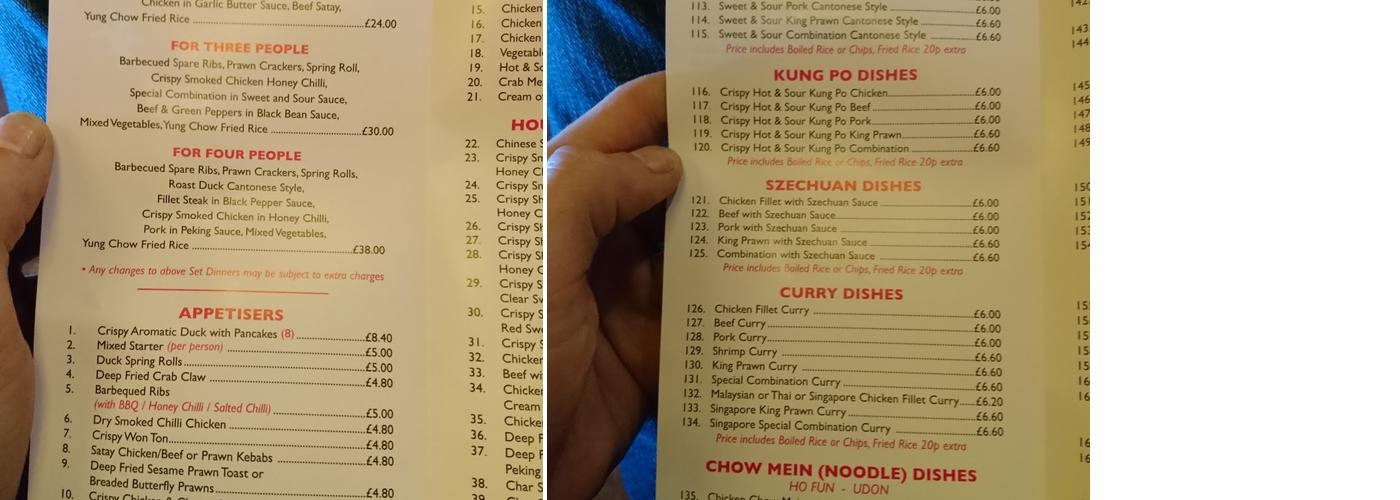 Chicken in Garlic Butter Sauce, Beef Satay,
Yung Chow Fried Rice £24.00
FOR THREE PEOPLE
Barbecued Spare Ribs, Prawn Crackers, Spring Roll,
Crispy Smoked Chicken Honey Chilli,
Special Combination in Sweet and Sour Sauce,
Beef & Green Peppers in Black Bean Sauce,
Mixed Vegetables, Yung Chow Fried Rice £30.00
FOR FOUR PEOPLE
Barbecued Spare Ribs, Prawn Crackers, Spring Rolls,
Roast Duck Cantonese Style,
Fillet Steak in Black Pepper Sauce,
Crispy Smoked Chicken in Honey Chilli,
Pork in Peking Sauce, Mixed Vegetables,
Yung Chow Fried Rice £38.00
• Any changes to above Set Dinners may be subject to extra charges
APPETISERS
1. Crispy Aromatic Duck with Pancakes (8) £8.40
2. Mixed Starter (per person) £5.00
3. Duck Spring Rolls £5.00
4. Deep Fried Crab Claw £4.80
5. Barbequed Ribs
(with BBQ / Honey Chilli / Salted Chilli) £5.00
6. Dry Smoked Chilli Chicken £4.80
7. Crispy Won Ton £4.80
8. Satay Chicken/Beef or Prawn Kebabs £4.80
9. Deep Fried Sesame Prawn Toast or
Breaded Butterfly Prawns £4.80
10. Crispy
15. Chicken
16. Chicken
17. Chicken
18. Vegetabl
19. Hot & So
20. Crab Me
21. Cream o
HOU
22. Chinese S
23. Crispy Sm
Honey C
24. Crispy Sm
25. Crispy Sh
Honey C
26. Crispy Sh
27. Crispy Sh
28. Crispy Sh
Honey C
29. Crispy S
Clear Sw
30. Crispy S
Red Swe
31. Crispy S
32. Chicken
33. Beef wi
34. Chicken
Cream
35. Chicke
36. Deep F
37. Deep F
Peking
38. Char S
39.
113. Sweet & Sour Pork Cantonese Style £6.00
114. Sweet & Sour King Prawn Cantonese Style £6.60
115. Sweet & Sour Combination Cantonese Style £6.60
Price includes Boiled Rice or Chips, Fried Rice 20p extra
KUNG PO DISHES
116. Crispy Hot & Sour Kung Po Chicken £6.00
117. Crispy Hot & Sour Kung Po Beef £6.00
118. Crispy Hot & Sour Kung Po Pork £6.00
119. Crispy Hot & Sour Kung Po King Prawn £6.60
120. Crispy Hot & Sour Kung Po Combination £6.60
Price includes Boiled Rice or Chips, Fried Rice 20p extra
SZECHUAN DISHES
121. Chicken Fillet with Szechuan Sauce £6.00
122. Beef with Szechuan Sauce £6.00
123. Pork with Szechuan Sauce £6.00
124. King Prawn with Szechuan Sauce £6.60
125. Combination with Szechuan Sauce £6.60
Price includes Boiled Rice or Chips, Fried Rice 20p extra
CURRY DISHES
126. Chicken Fillet Curry £6.00
127. Beef Curry £6.00
128. Pork Curry £6.00
129. Shrimp Curry £6.60
130. King Prawn Curry £6.60
131. Special Combination Curry £6.60
132. Malaysian or Thai or Singapore Chicken Fillet Curry £6.20
133. Singapore King Prawn Curry £6.60
134. Singapore Special Combination Curry £6.60
Price includes Boiled Rice or Chips, Fried Rice 20p extra
CHOW MEIN (NOODLE) DISHES
HO FUN - UDON
135. Chicken Chow
143
144
145
146
147
148
149